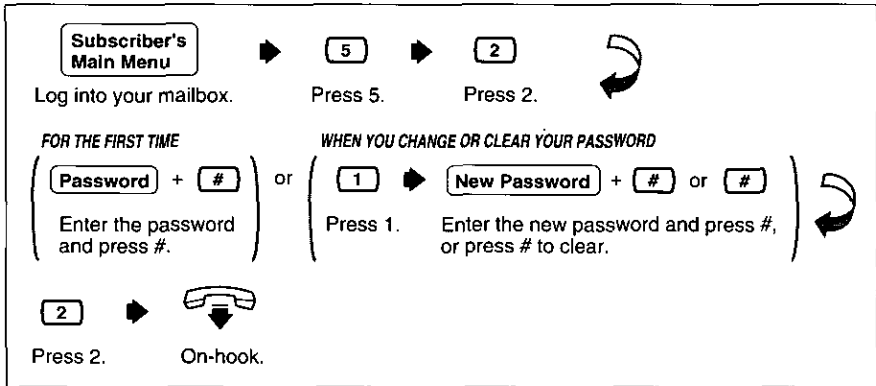 Subscriber's
Main Menu
5
2
Log into your mailbox.
Press 5.
Press 2.
FOR THE FIRST TIME
WHEN YOU CHANGE OR CLEAR YOUR PASSWORD
Password + # or 1 New Password + # or #
Enter the password
and press #.
Press 1.
Enter the new password and press #,
or press # to clear.
2
Press 2.
On-hook.